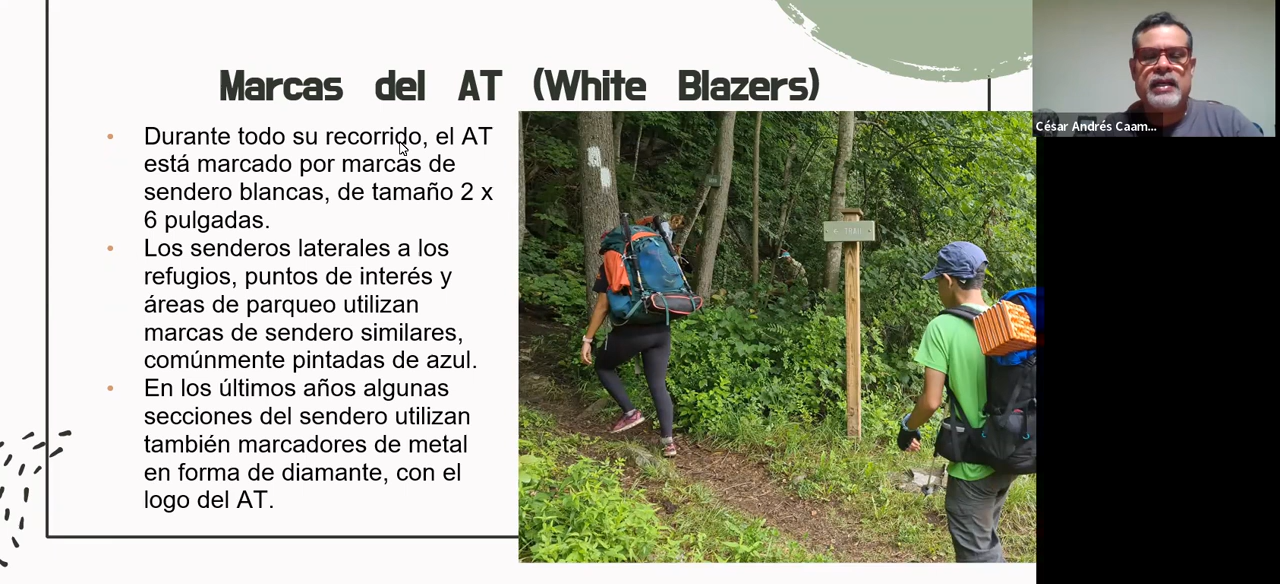 Marcas del AT (White Blazers)
• Durante todo su recorrido, el AT
está marcado por marcas de
sendero blancas, de tamaño 2 x
6 pulgadas.
• Los senderos laterales a los
refugios, puntos de interés y
áreas de parqueo utilizan
marcas de sendero similares,
comúnmente pintadas de azul.
• En los últimos años algunas
secciones del sendero utilizan
también marcadores de metal
en forma de diamante, con el
logo del AT.
TRAIL
César Andrés Caam...